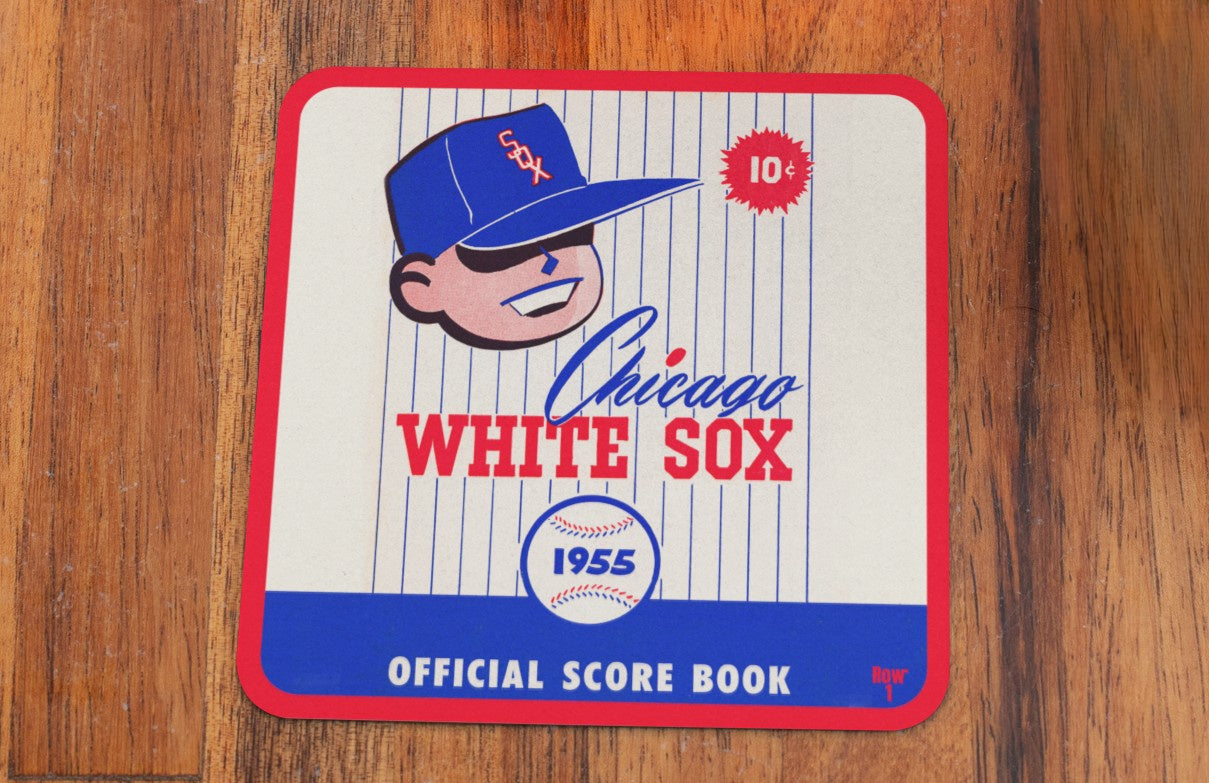 SOX
10¢
Chicago
WHITE SOX
1955
OFFICIAL SCORE BOOK
Row
1